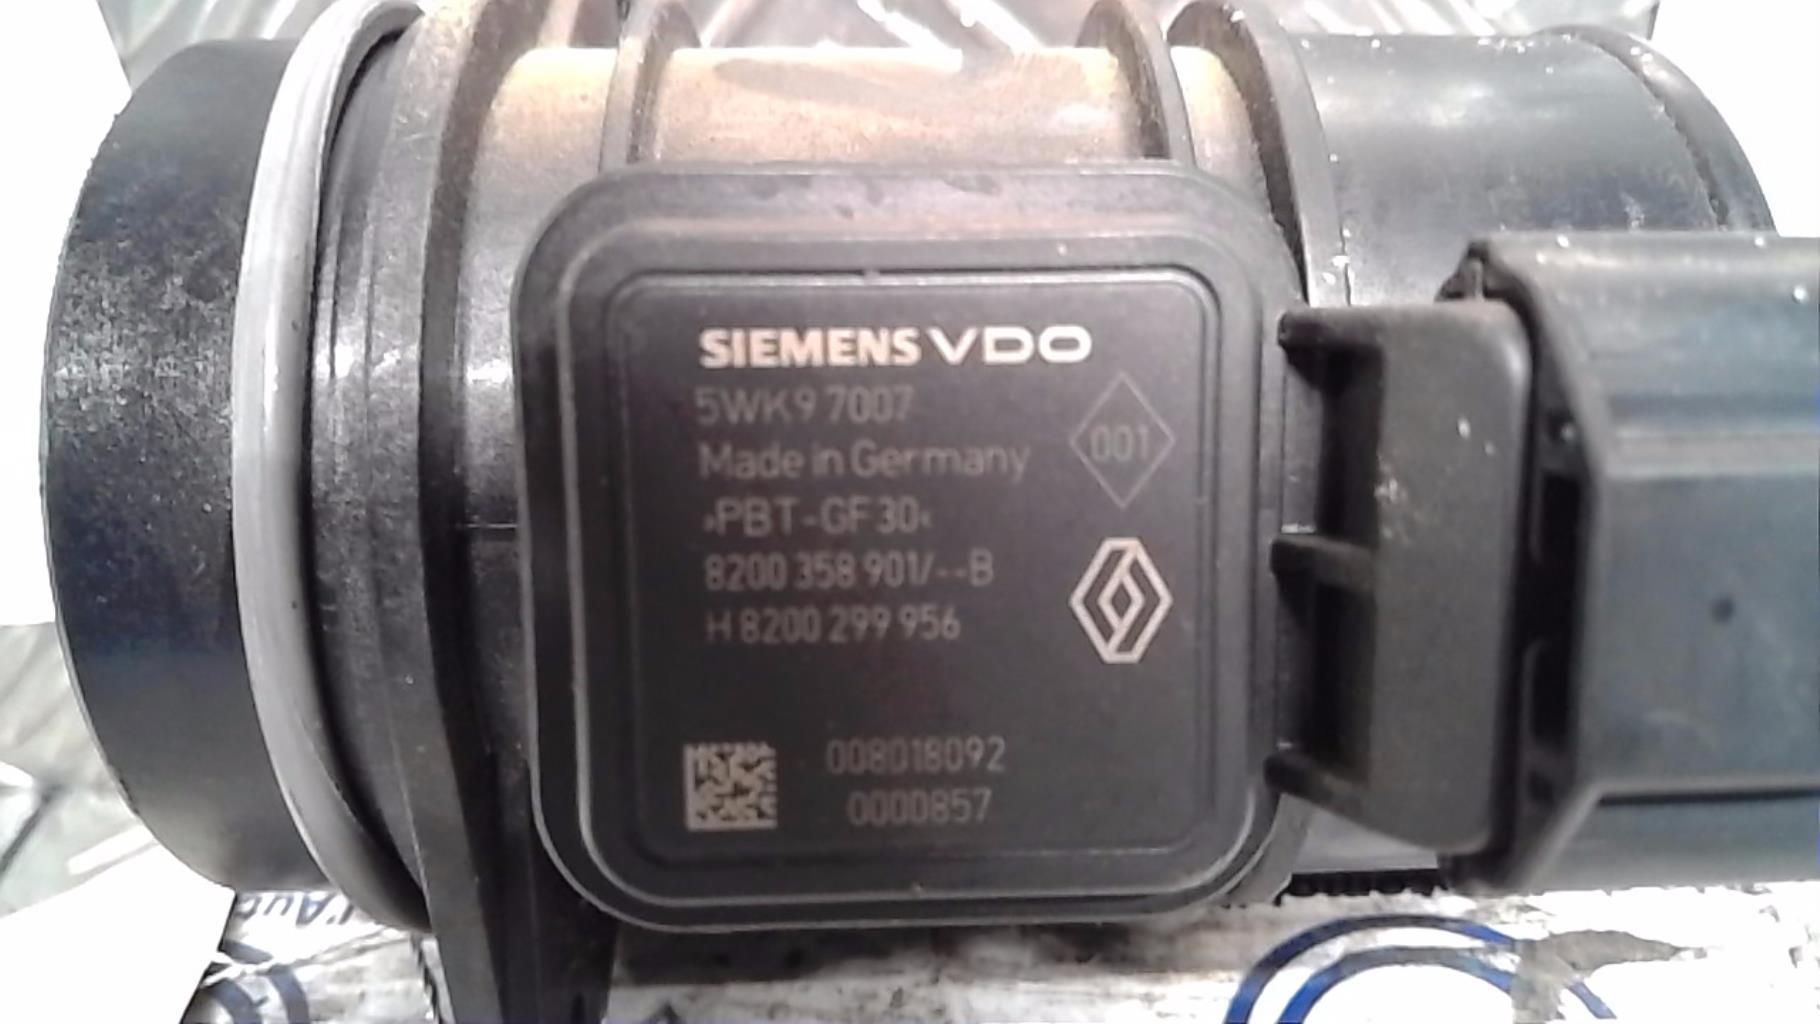 SIEMENS VDO
5WK9 7007
Made in Germany
001
>PBT-GF30<
8200 358 901/--B
H 8200 299 956
008018092
0000857